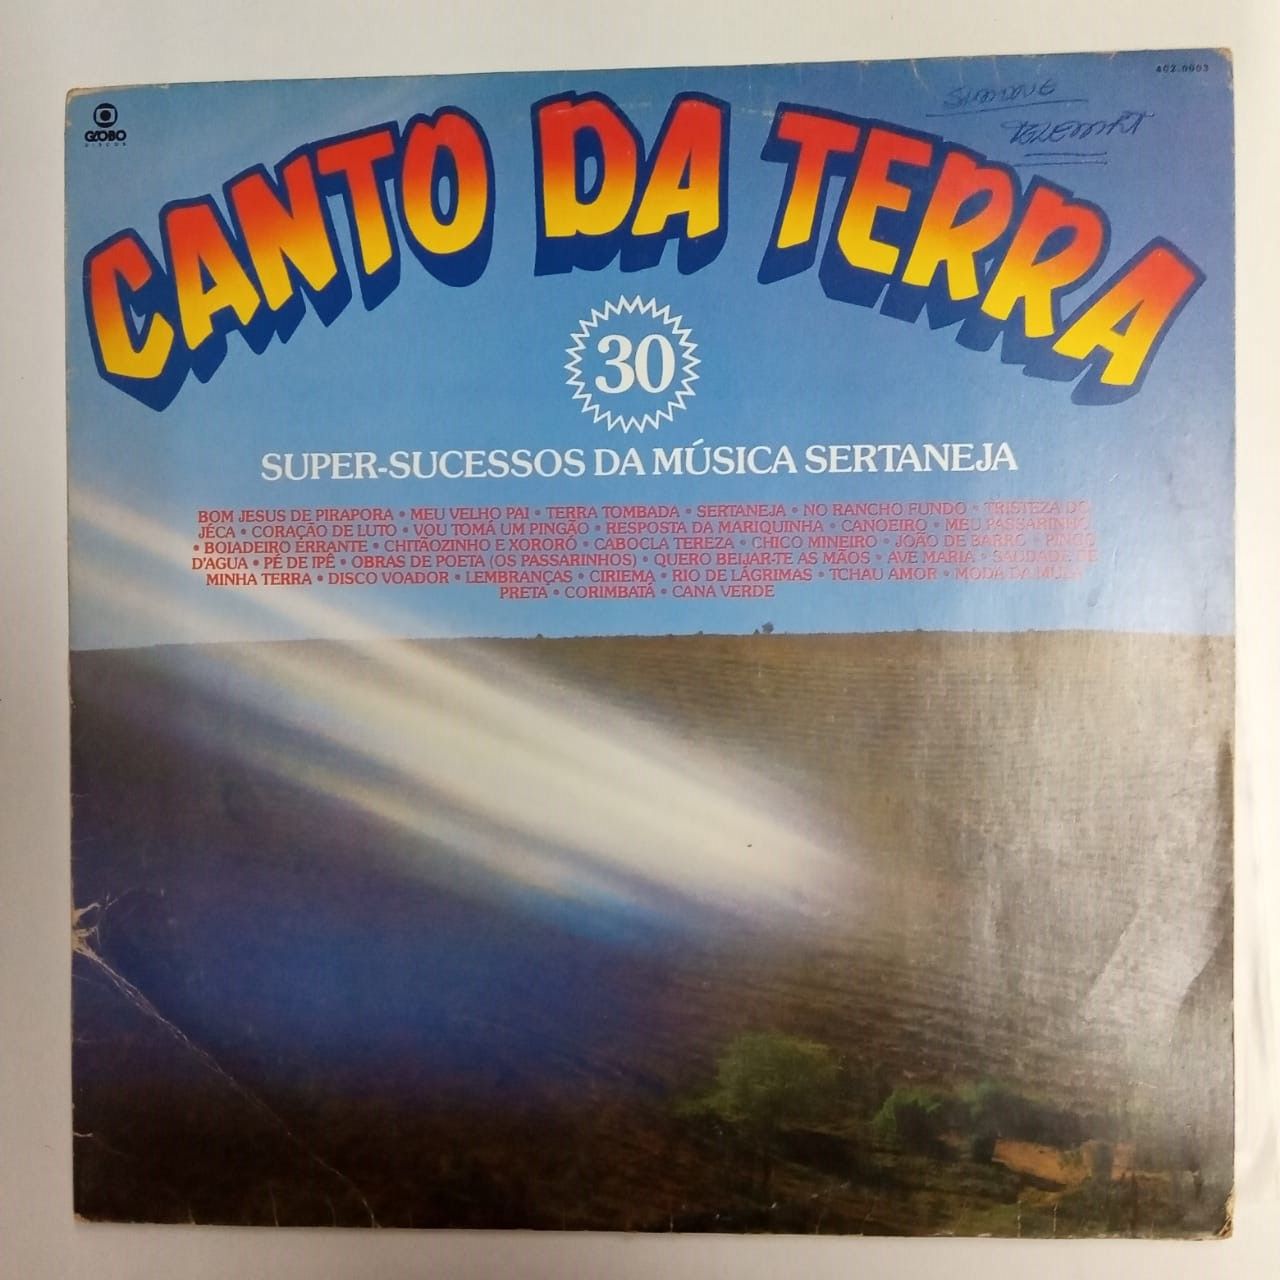 402.0003
GLOBO
DISCOS
SIMONE
CANTO DA TERRA
30
SUPER-SUCESSOS DA MÚSICA SERTANEJA
BOM JESUS DE PIRAPORA • MEU VELHO PAI • TERRA TOMBADA • SERTANEJA • NO RANCHO FUNDO • TRISTEZA DO
JÉCA • CORAÇÃO DE LUTO • VOU TOMÁ UM PINGÃO • RESPOSTA DA MARIQUINHA • CANOEIRO • MEU PASSARINHO
• BOIADEIRO ERRANTE • CHITÃOZINHO E XORORÓ • CABOCLA TEREZA • CHICO MINEIRO • JOÃO DE BARRO • PINGO
D'AGUA • PÉ DE IPÊ • OBRAS DE POETA (OS PASSARINHOS) • QUERO BEIJAR-TE AS MÃOS • AVE MARIA • SAUDADE DE
MINHA TERRA • DISCO VOADOR • LEMBRANÇAS • CIRIEMA • RIO DE LÁGRIMAS • TCHAU AMOR • MODA DA MULA
PRETA • CORIMBATÁ • CANA VERDE